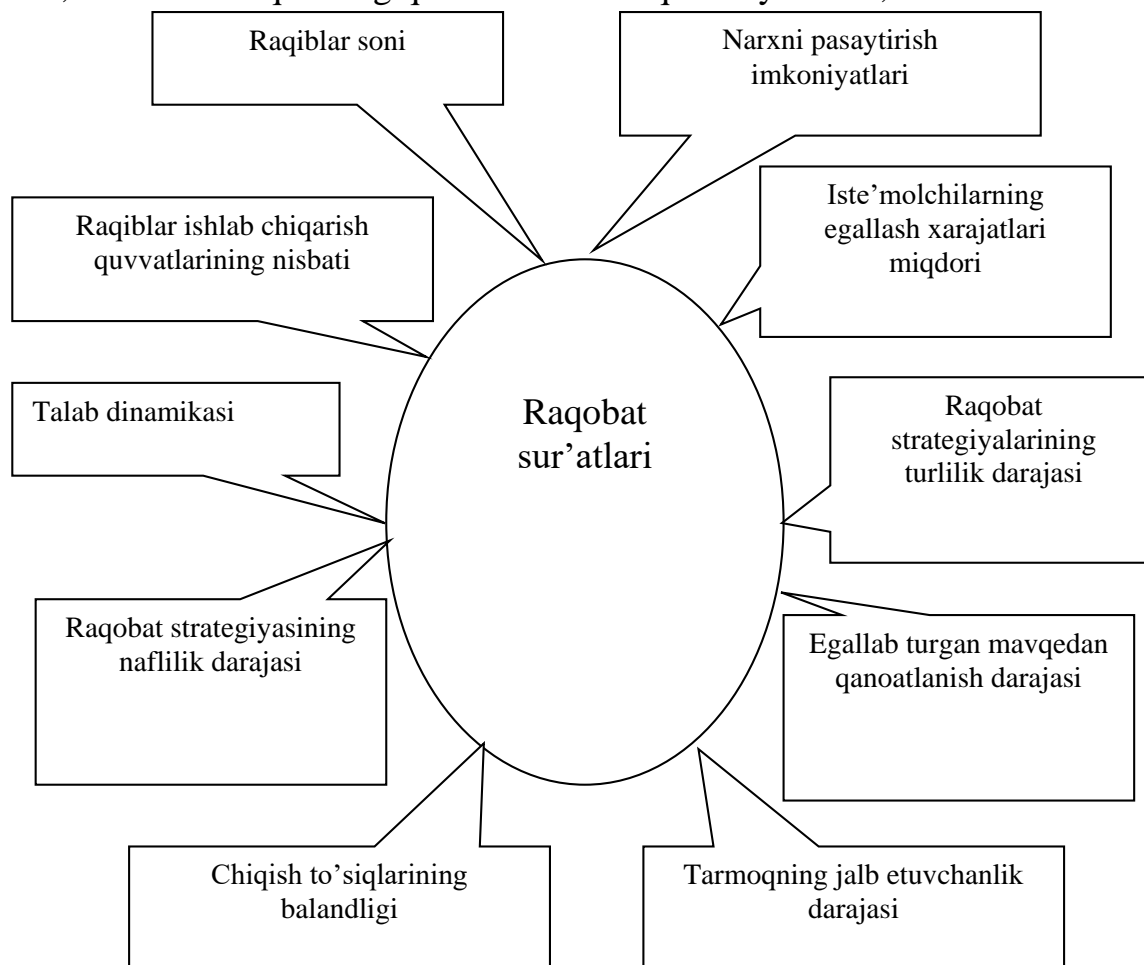 Raqiblar soni
Narxni pasaytirish
imkoniyatlari
Raqiblar ishlab chiqarish
quvvatlarining nisbati
Iste’molchilarning
egallash xarajatlari
miqdori
Talab dinamikasi
Raqobat
sur’atlari
Raqobat
strategiyalarining
turlilik darajasi
Raqobat strategiyasining
naflilik darajasi
Egallab turgan mavqedan
qanoatlanish darajasi
Chiqish to’siqlarining
balandligi
Tarmoqning jalb etuvchanlik
darajasi